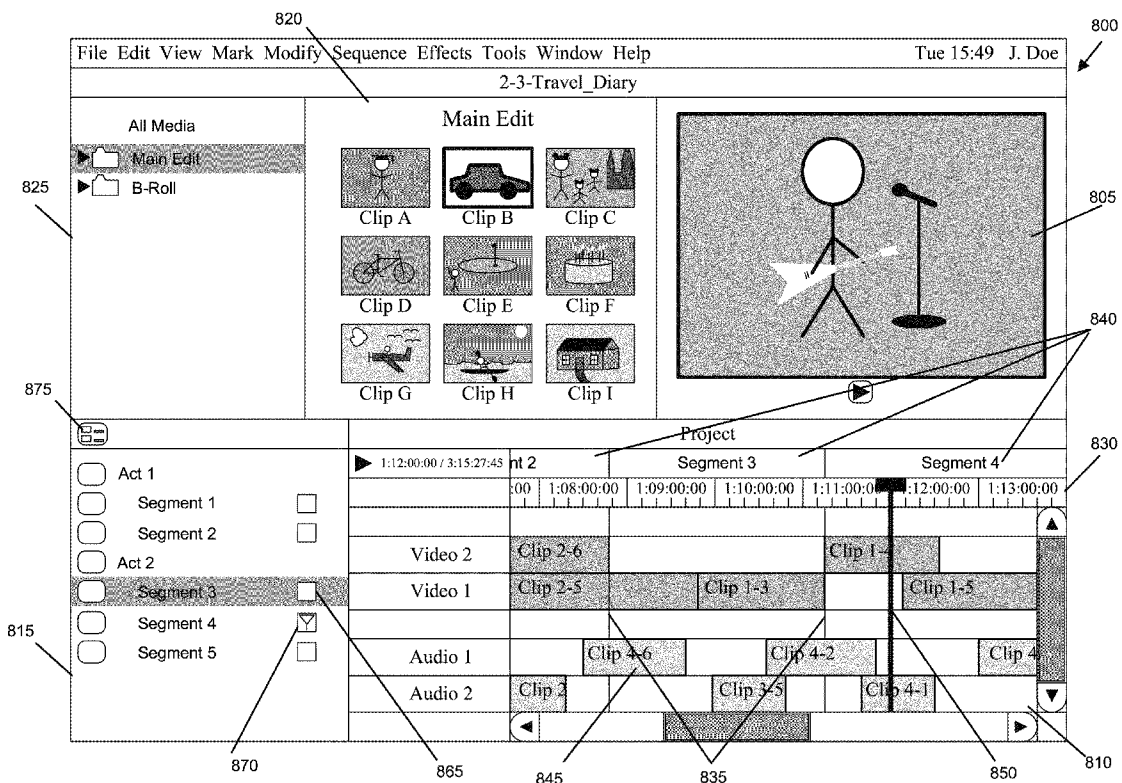 820
800
File Edit View Mark Modify Sequence Effects Tools Window Help
Tue 15:49 J. Doe
2-3-Travel_Diary
All Media
Main Edit
B-Roll
Main Edit
Clip A Clip B Clip C
Clip D Clip E Clip F
Clip G Clip H Clip I
825
805
840
875
Project
830
Act 1
Segment 1
Segment 2
Act 2
Segment 3
Segment 4
Segment 5
1:12:00:00 / 3:15:27:45
nt 2 Segment 3 Segment 4
:00 1:08:00:00 1:09:00:00 1:10:00:00 1:11:00:00 1:12:00:00 1:13:00:00
Video 2 Clip 2-6 Clip 1-
Video 1 Clip 2-5 Clip 1-3 Clip 1-5
Audio 1 Clip 4-6 Clip 4-2 Clip 4
Audio 2 Clip 2 Clip 3-5 Clip 4-1
815
870
865
845
835
850
810